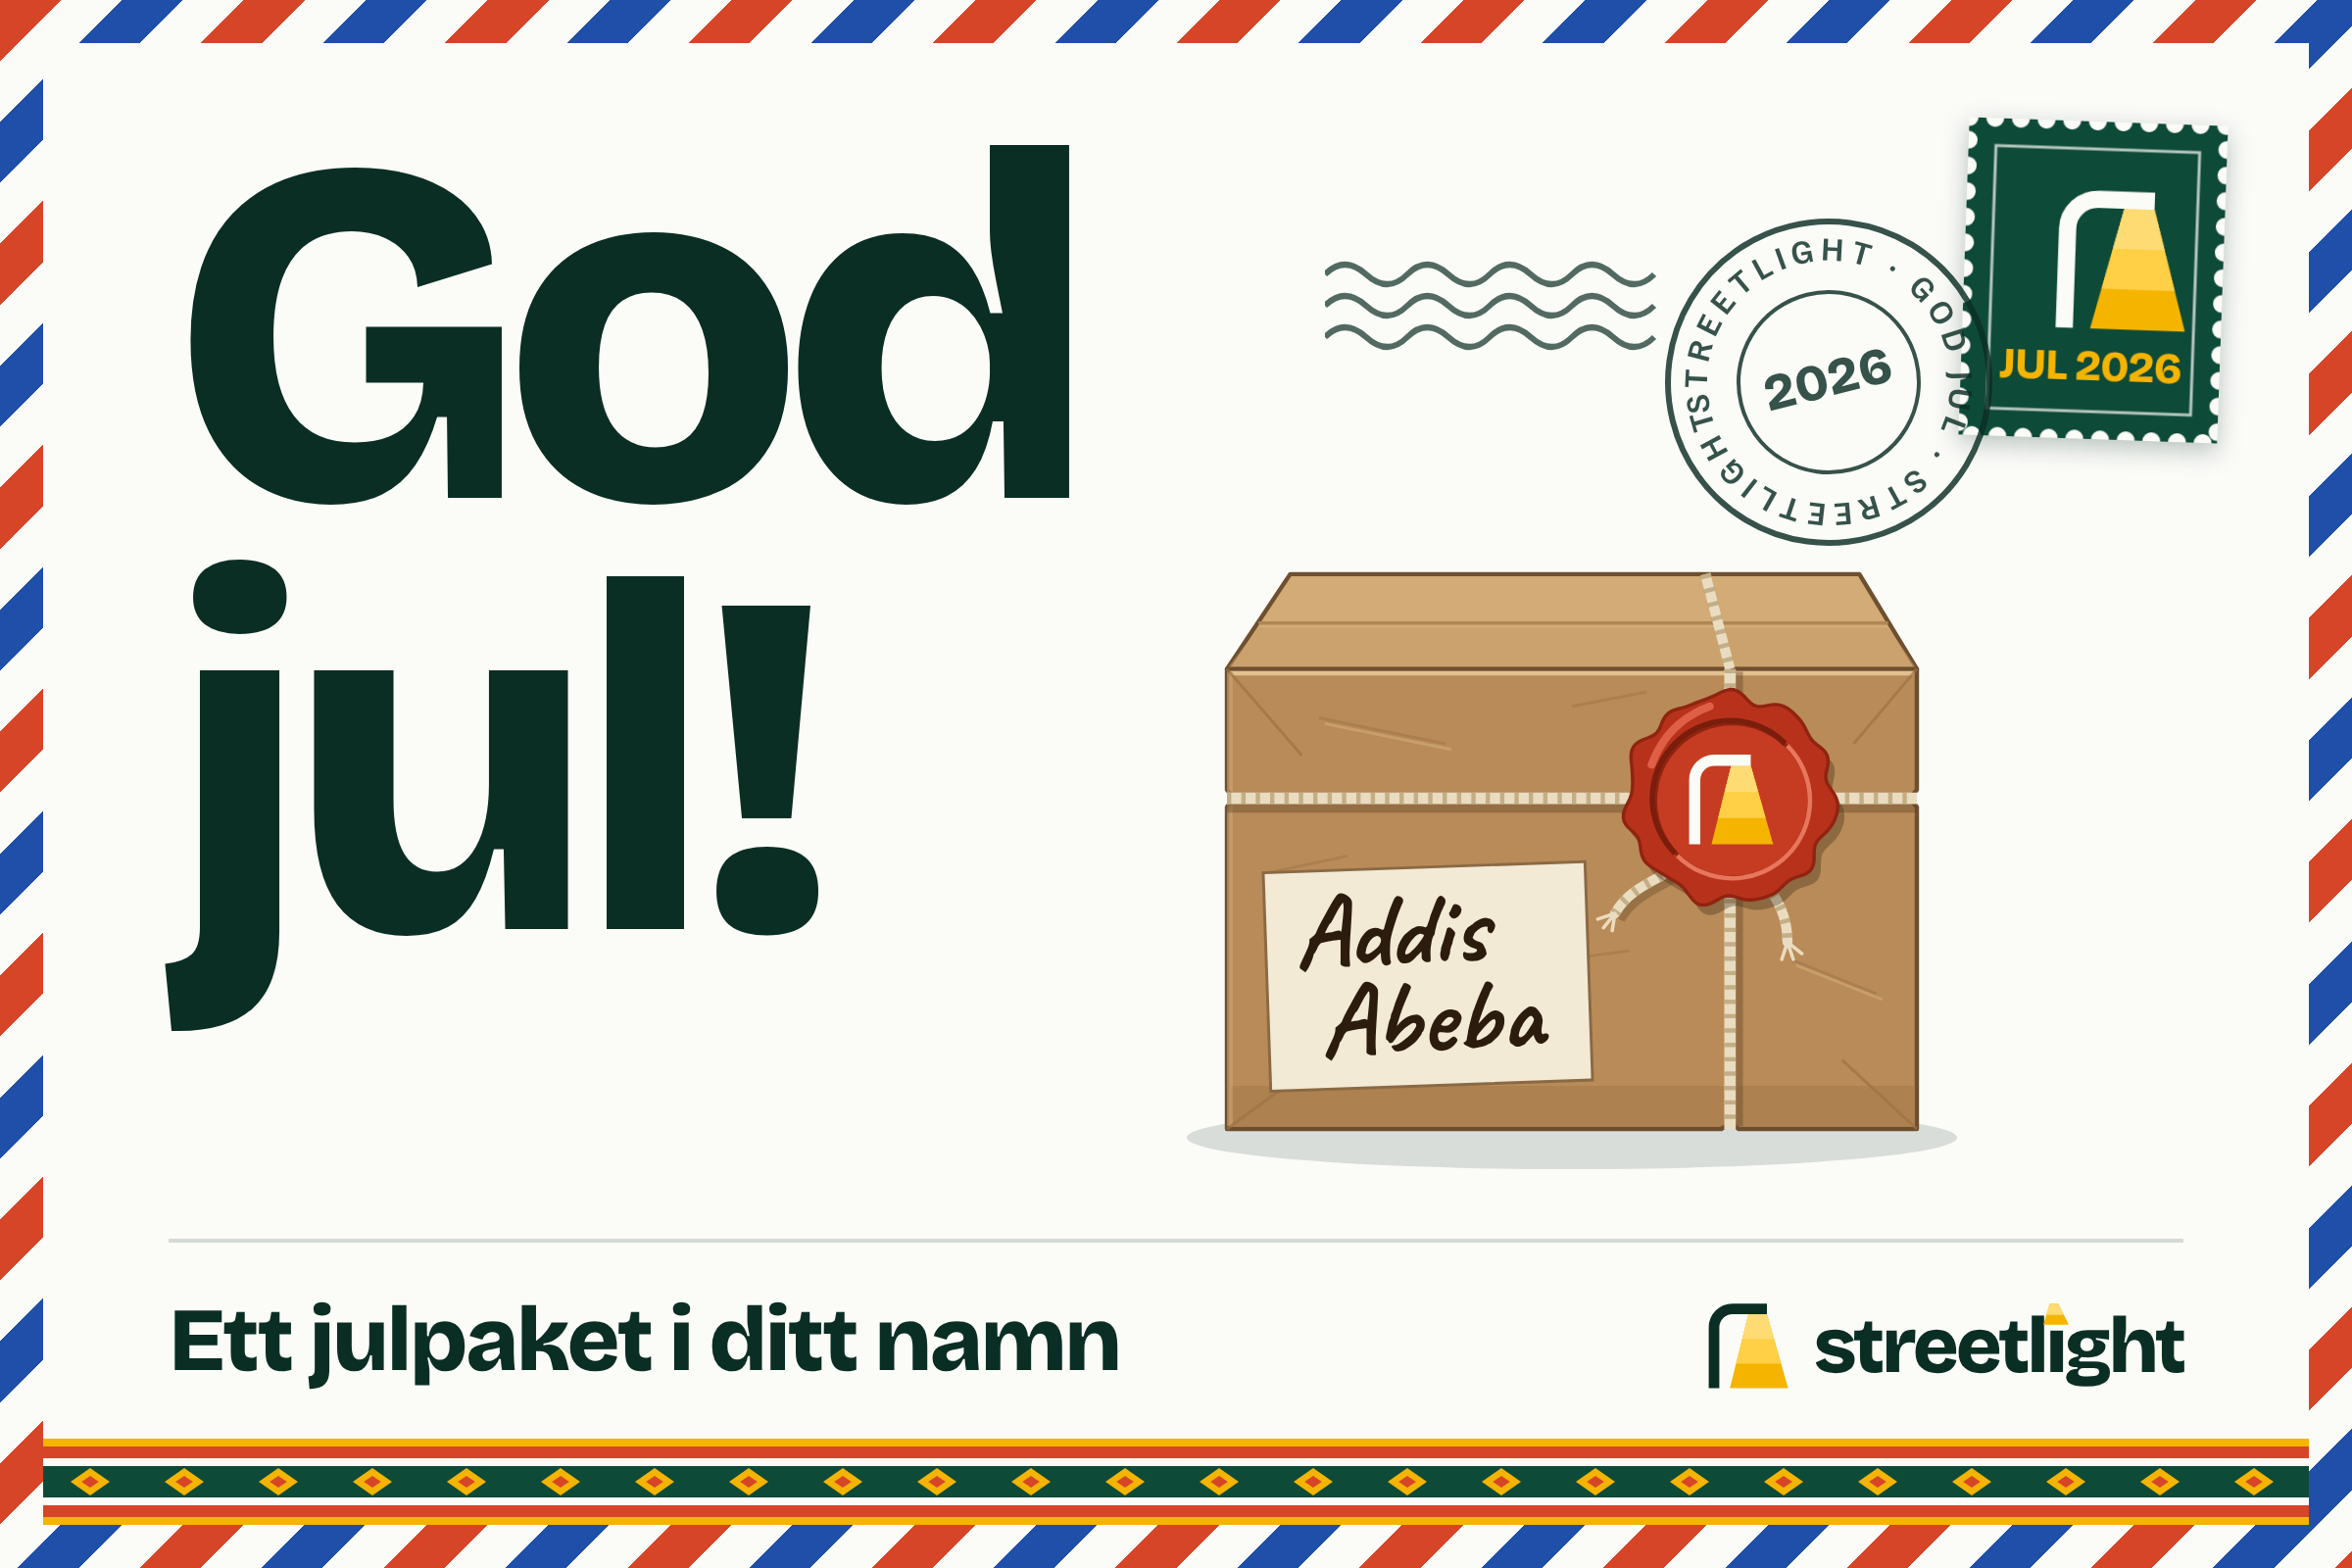 God
jul!
STREETLIGHT · GOD JUL · STREETLIGHT
2026
JUL 2026
Addis
Abeba
Ett julpaket i ditt namn
streetlight